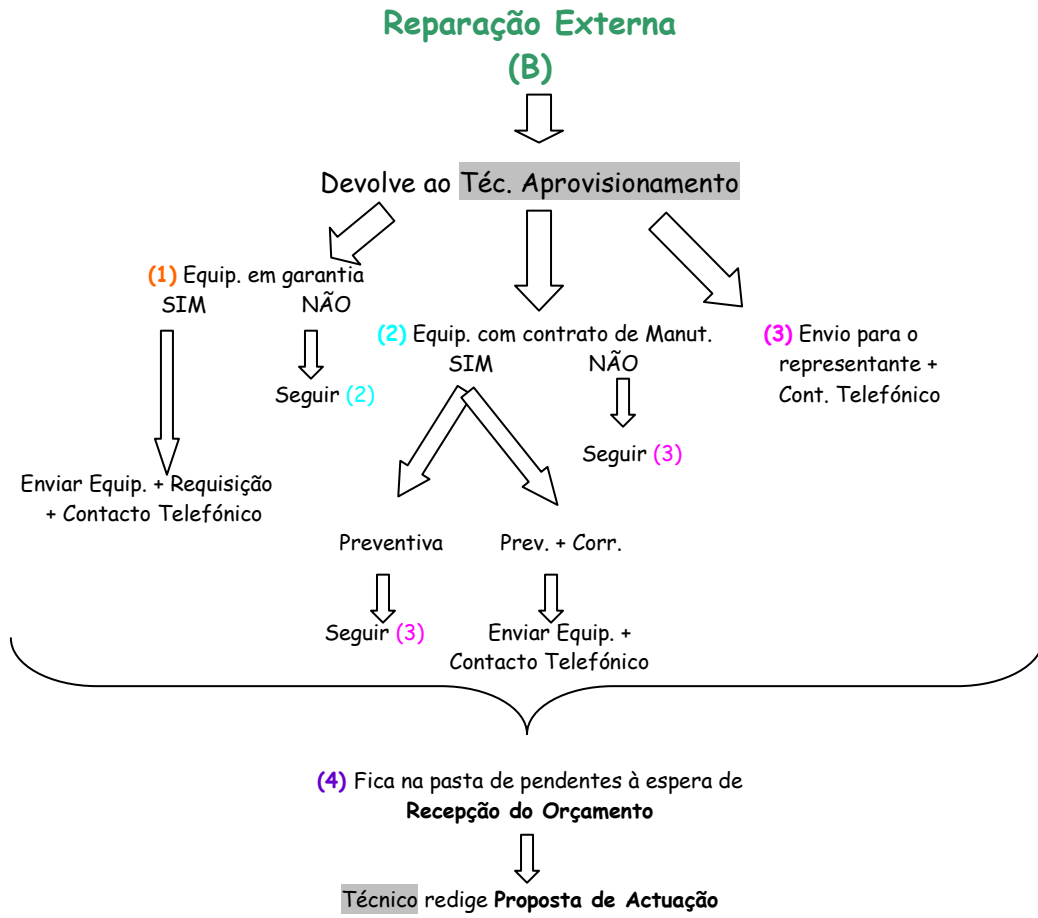 Reparação Externa
(B)
Devolve ao Téc. Aprovisionamento
(1) Equip. em garantia
SIM NÃO
Seguir (2)
Enviar Equip. + Requisição
+ Contacto Telefónico
(2) Equip. com contrato de Manut.
SIM NÃO
Seguir (3)
Preventiva Prev. + Corr.
Seguir (3)
Enviar Equip. +
Contacto Telefónico
(3) Envio para o
representante +
Cont. Telefónico
(4) Fica na pasta de pendentes à espera de
Recepção do Orçamento
Técnico redige Proposta de Actuação